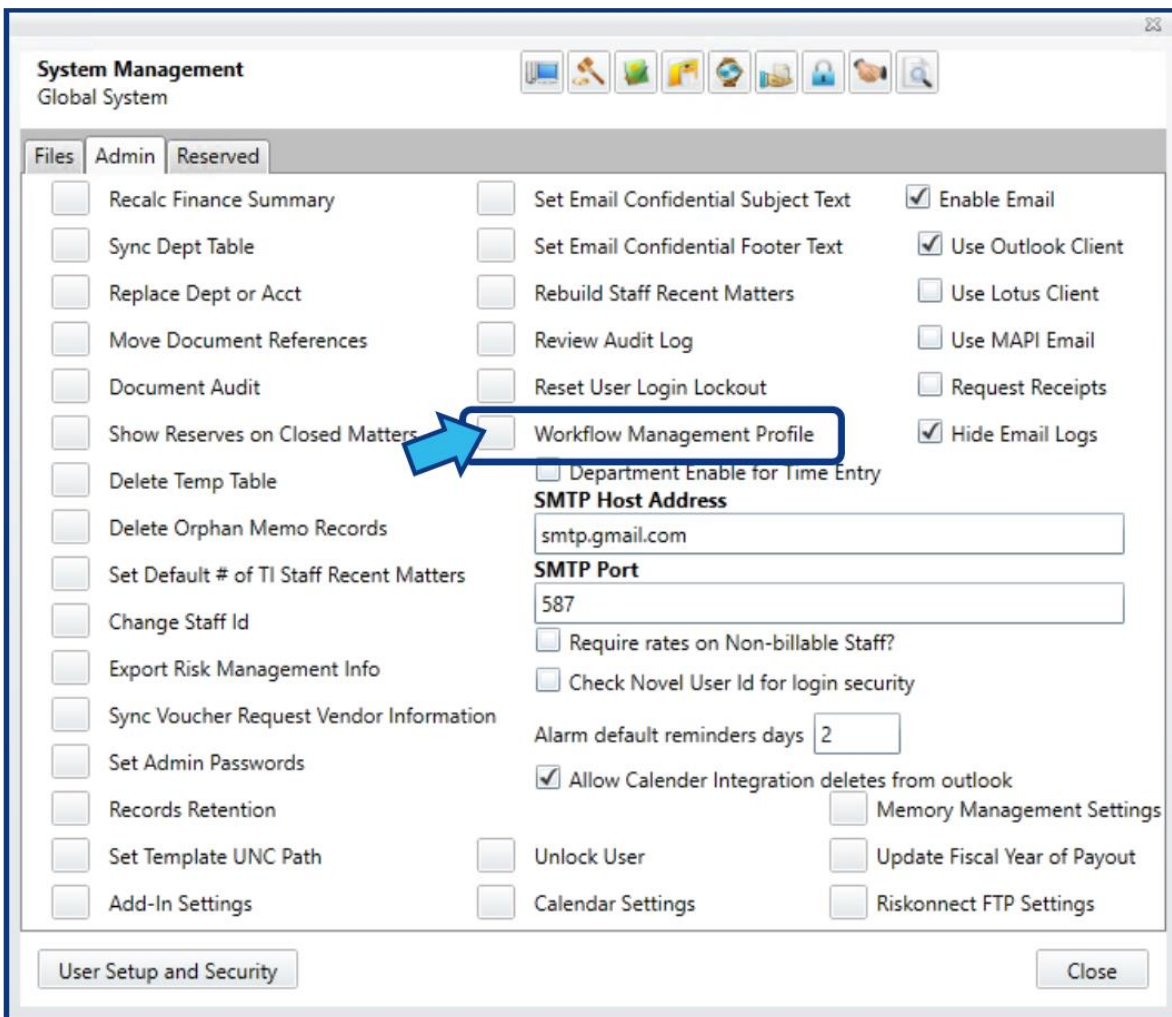 System Management
Global System
Files Admin Reserved
Recalc Finance Summary
Sync Dept Table
Replace Dept or Acct
Move Document References
Document Audit
Show Reserves on Closed Matters
Delete Temp Table
Delete Orphan Memo Records
Set Default # of TI Staff Recent Matters
Change Staff Id
Export Risk Management Info
Sync Voucher Request Vendor Information
Set Admin Passwords
Records Retention
Set Template UNC Path
Add-In Settings
Set Email Confidential Subject Text
Set Email Confidential Footer Text
Rebuild Staff Recent Matters
Review Audit Log
Reset User Login Lockout
Workflow Management Profile
Department Enable for Time Entry
SMTP Host Address
smtp.gmail.com
SMTP Port
587
Require rates on Non-billable Staff?
Check Novel User Id for login security
Alarm default reminders days 2
Allow Calender Integration deletes from outlook
Unlock User
Calendar Settings
Enable Email
Use Outlook Client
Use Lotus Client
Use MAPI Email
Request Receipts
Hide Email Logs
Memory Management Settings
Update Fiscal Year of Payout
Riskonnect FTP Settings
User Setup and Security
Close